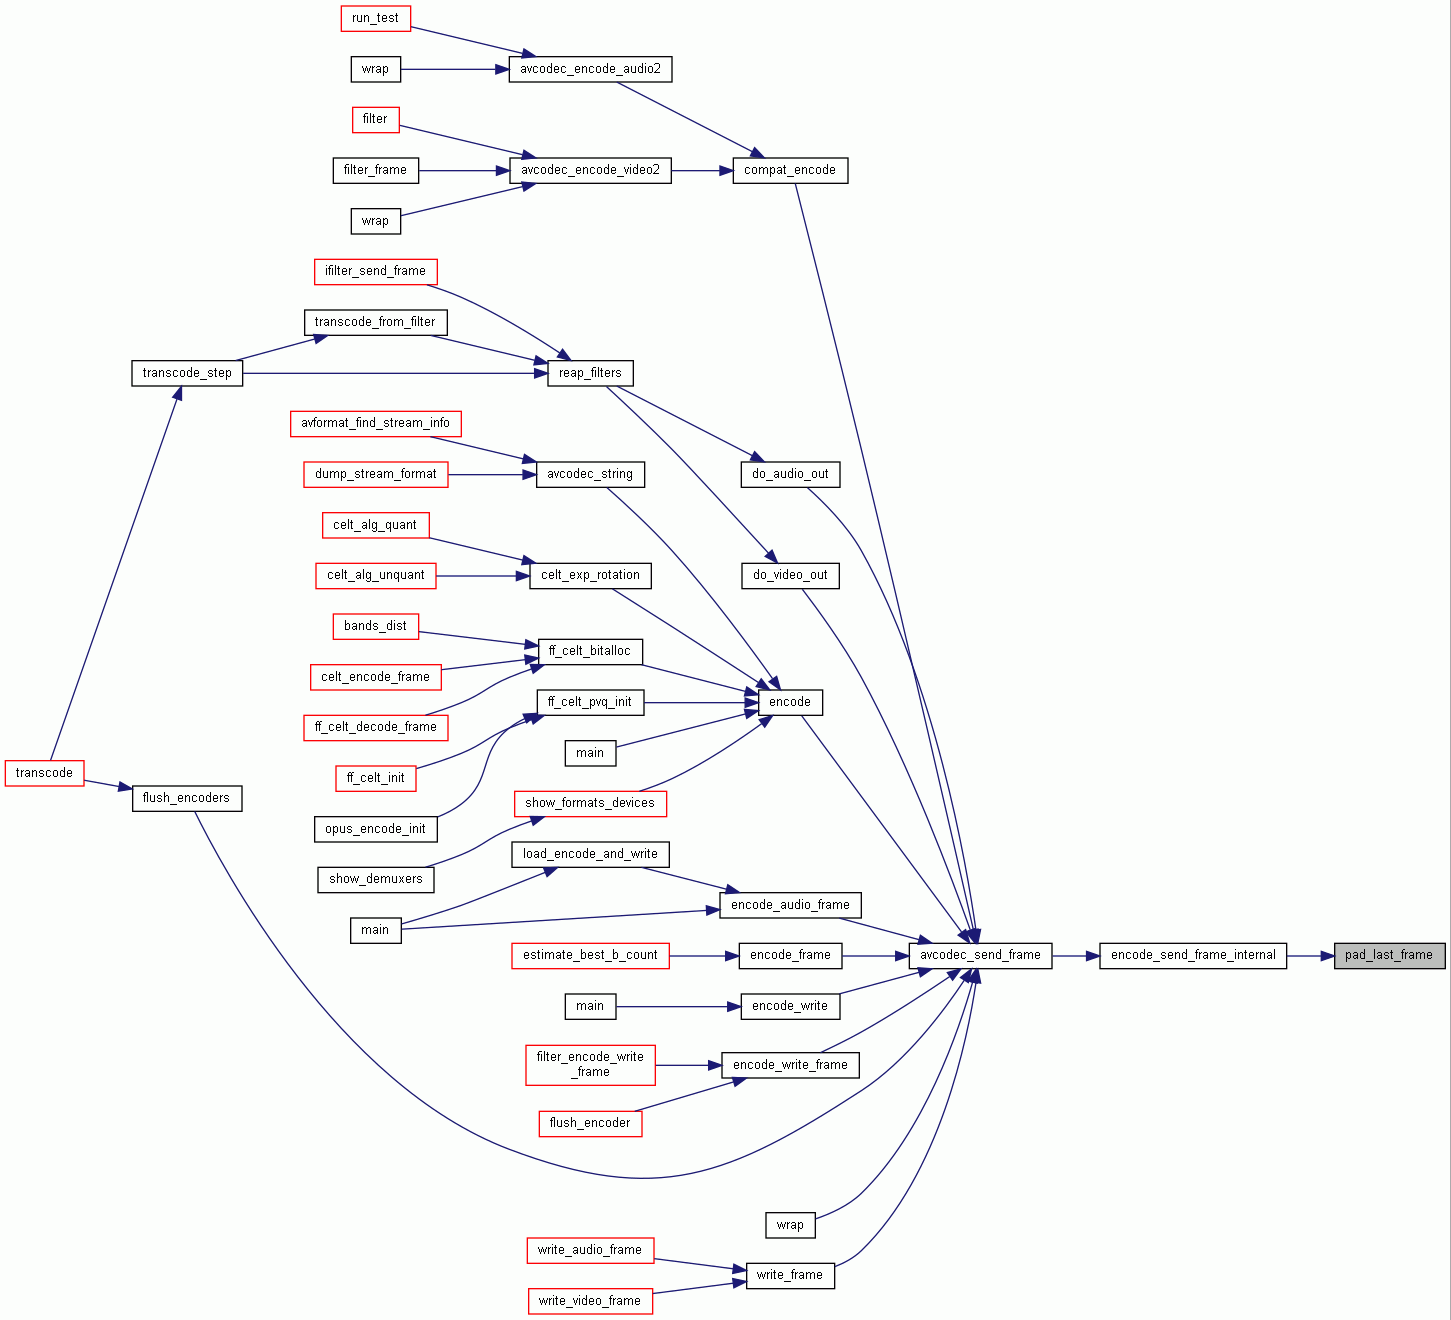 run_test
avcodec_encode_audio2
wrap
filter
filter_frame
avcodec_encode_video2
compat_encode
wrap
ifilter_send_frame
transcode_from_filter
transcode_step
reap_filters
avformat_find_stream_info
dump_stream_format
avcodec_string
do_audio_out
celt_alg_quant
celt_alg_unquant
celt_exp_rotation
do_video_out
bands_dist
ff_celt_bitalloc
celt_encode_frame
ff_celt_pvq_init
encode
ff_celt_decode_frame
main
transcode
ff_celt_init
flush_encoders
show_formats_devices
opus_encode_init
load_encode_and_write
show_demuxers
encode_audio_frame
main
estimate_best_b_count
encode_frame
avcodec_send_frame
encode_send_frame_internal
pad_last_frame
main
encode_write
filter_encode_write
_frame
encode_write_frame
flush_encoder
wrap
write_audio_frame
write_frame
write_video_frame